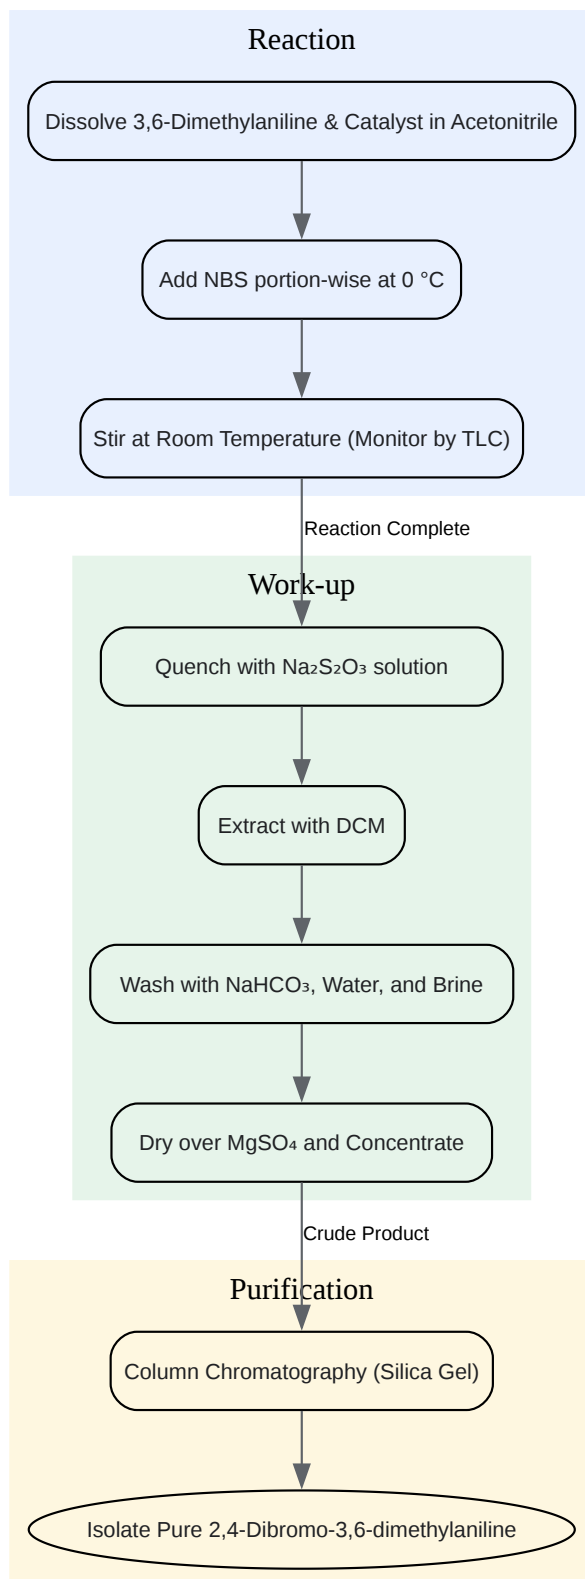 Reaction
Dissolve 3,6-Dimethylaniline & Catalyst in Acetonitrile
Add NBS portion-wise at 0 °C
Stir at Room Temperature (Monitor by TLC)
Reaction Complete
Work-up
Quench with Na₂S₂O₃ solution
Extract with DCM
Wash with NaHCO₃, Water, and Brine
Dry over MgSO₄ and Concentrate
Crude Product
Purification
Column Chromatography (Silica Gel)
Isolate Pure 2,4-Dibromo-3,6-dimethylaniline